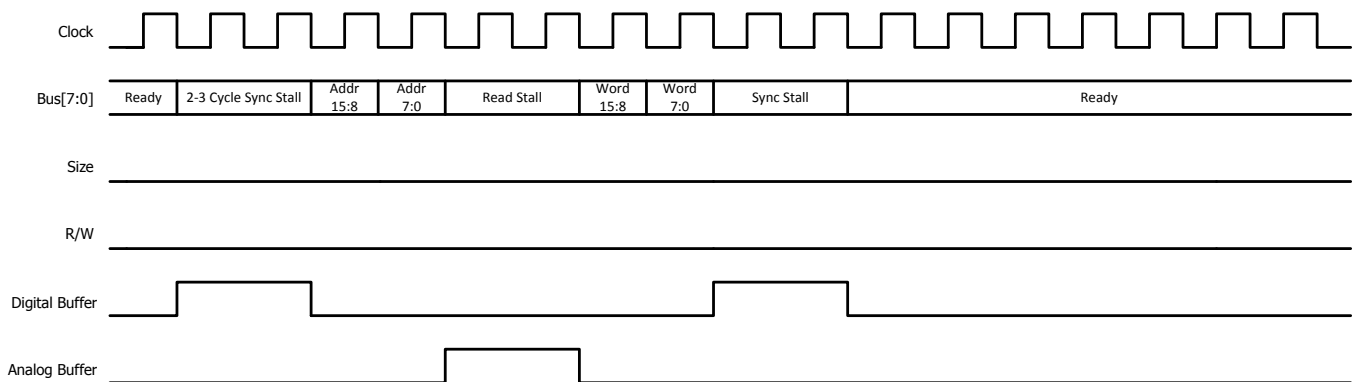 Clock
Bus[7:0]
Ready
2-3 Cycle Sync Stall
Addr
15:8
Addr
7:0
Read Stall
Word
15:8
Word
7:0
Sync Stall
Ready
Size
R/W
Digital Buffer
Analog Buffer